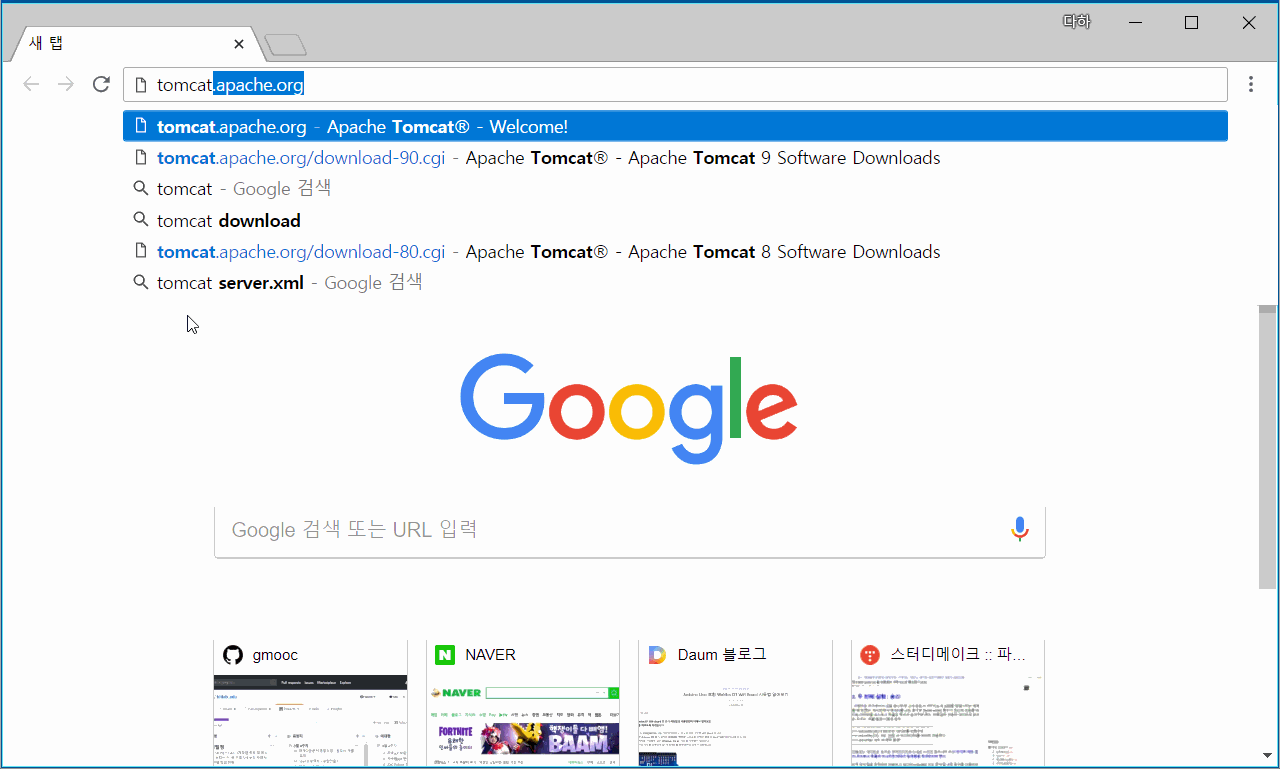 다하
새 탭
tomcat.apache.org
tomcat.apache.org - Apache Tomcat® - Welcome!
tomcat.apache.org/download-90.cgi - Apache Tomcat® - Apache Tomcat 9 Software Downloads
tomcat - Google 검색
tomcat download
tomcat.apache.org/download-80.cgi - Apache Tomcat® - Apache Tomcat 8 Software Downloads
tomcat server.xml - Google 검색
Google
Google 검색 또는 URL 입력
gmooc
N NAVER
Daum 블로그
스터디메이크 :: 파...
NAVER
FORTNITE
BAAM